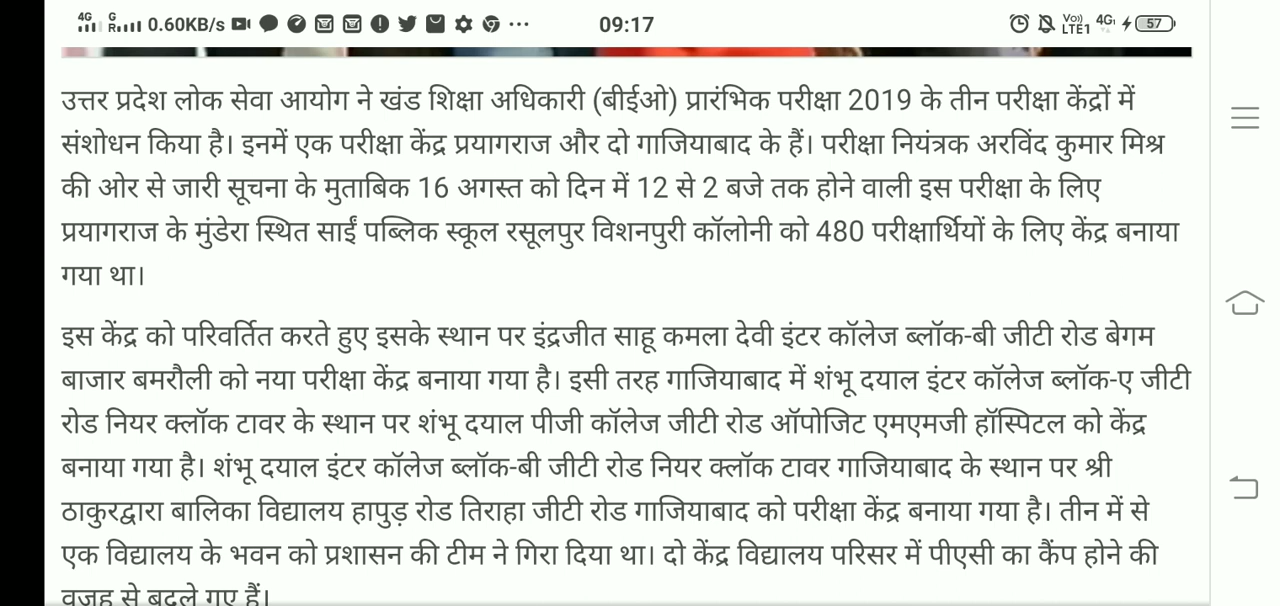 4G G R 0.60KB/s ... 09:17 Vo)) LTE1 4G 57
उत्तर प्रदेश लोक सेवा आयोग ने खंड शिक्षा अधिकारी (बीईओ) प्रारंभिक परीक्षा 2019 के तीन परीक्षा केंद्रों में
संशोधन किया है। इनमें एक परीक्षा केंद्र प्रयागराज और दो गाजियाबाद के हैं। परीक्षा नियंत्रक अरविंद कुमार मिश्र
की ओर से जारी सूचना के मुताबिक 16 अगस्त को दिन में 12 से 2 बजे तक होने वाली इस परीक्षा के लिए
प्रयागराज के मुंडेरा स्थित साईं पब्लिक स्कूल रसूलपुर विशनपुरी कॉलोनी को 480 परीक्षार्थियों के लिए केंद्र बनाया
गया था।
इस केंद्र को परिवर्तित करते हुए इसके स्थान पर इंद्रजीत साहू कमला देवी इंटर कॉलेज ब्लॉक-बी जीटी रोड बेगम
बाजार बमरौली को नया परीक्षा केंद्र बनाया गया है। इसी तरह गाजियाबाद में शंभू दयाल इंटर कॉलेज ब्लॉक-ए जीटी
रोड नियर क्लॉक टावर के स्थान पर शंभू दयाल पीजी कॉलेज जीटी रोड ऑपोजिट एमएमजी हॉस्पिटल को केंद्र
बनाया गया है। शंभू दयाल इंटर कॉलेज ब्लॉक-बी जीटी रोड नियर क्लॉक टावर गाजियाबाद के स्थान पर श्री
ठाकुरद्वारा बालिका विद्यालय हापुड़ रोड तिराहा जीटी रोड गाजियाबाद को परीक्षा केंद्र बनाया गया है। तीन में से
एक विद्यालय के भवन को प्रशासन की टीम ने गिरा दिया था। दो केंद्र विद्यालय परिसर में पीएसी का कैंप होने की
वजह से बदले गए हैं।